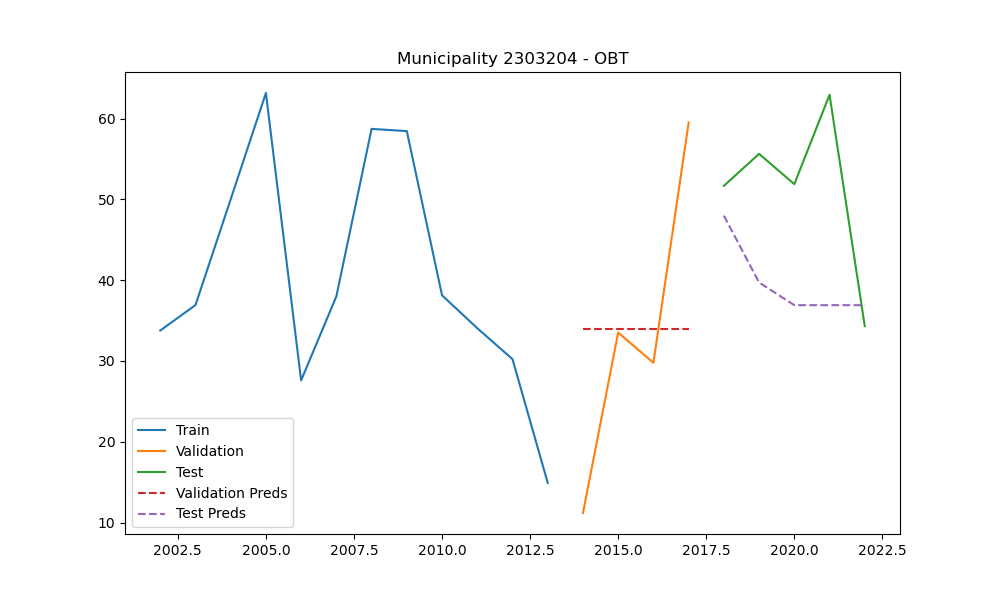 Municipality 2303204 - OBT
60
50
40
30
20
10
Train
Validation
Test
Validation Preds
Test Preds
2002.5 2005.0 2007.5 2010.0 2012.5 2015.0 2017.5 2020.0 2022.5